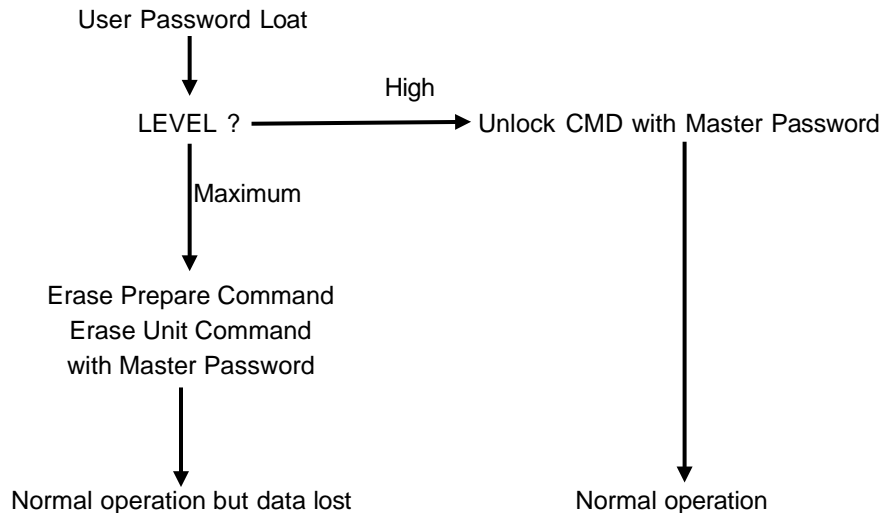 User Password Loat
High
LEVEL ?
Unlock CMD with Master Password
Maximum
Erase Prepare Command
Erase Unit Command
with Master Password
Normal operation but data lost
Normal operation